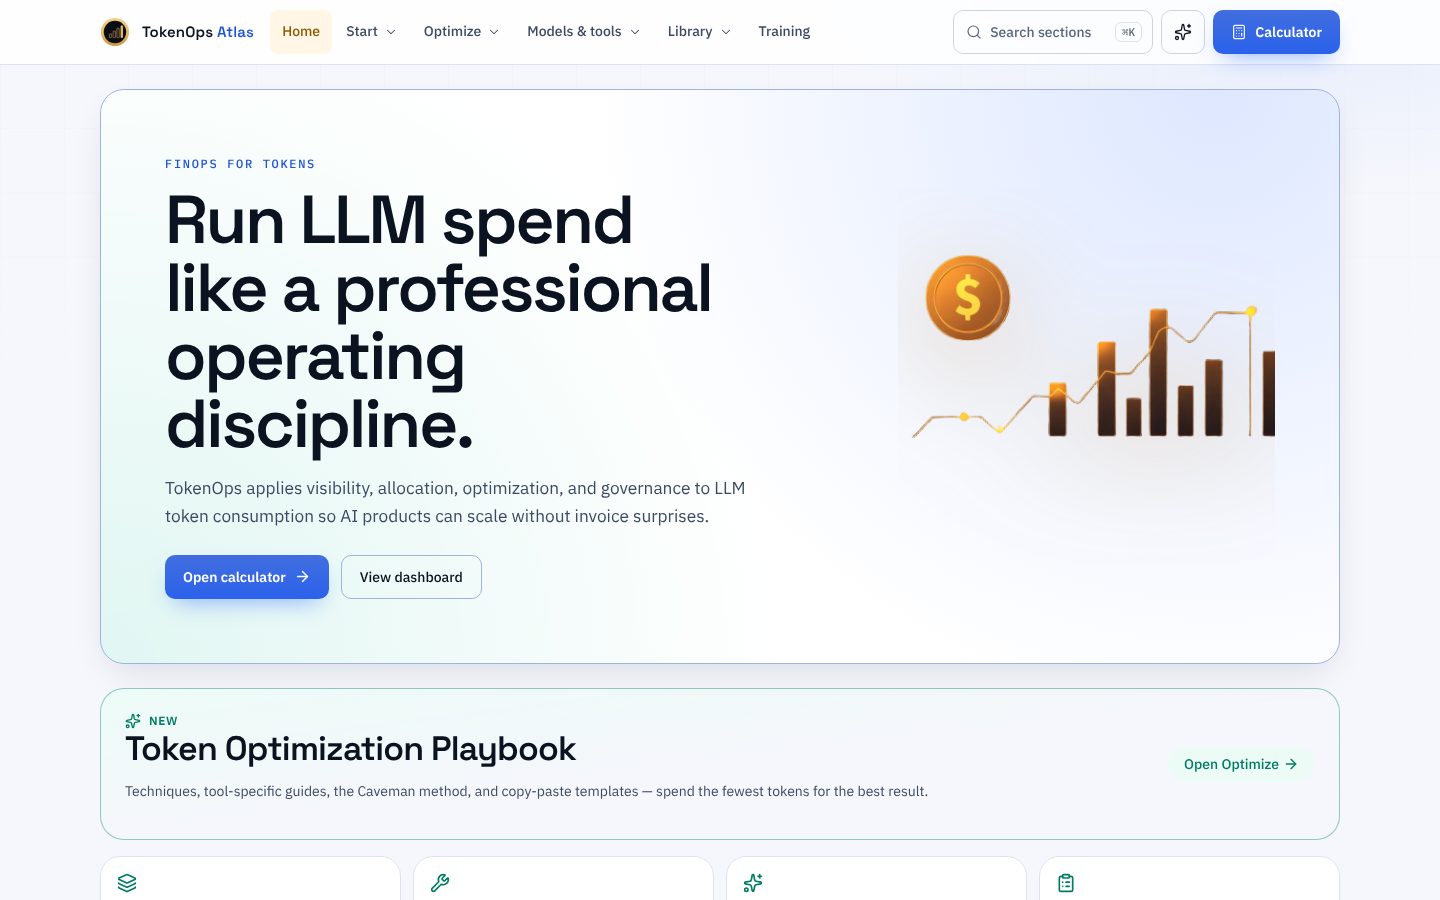 TokenOps Atlas
Home
Start
Optimize
Models & tools
Library
Training
Search sections
⌘K
Calculator
FINOPS FOR TOKENS
Run LLM spend
like a professional
operating
discipline.
$
TokenOps applies visibility, allocation, optimization, and governance to LLM
token consumption so AI products can scale without invoice surprises.
Open calculator
View dashboard
NEW
Token Optimization Playbook
Techniques, tool-specific guides, the Caveman method, and copy-paste templates — spend the fewest tokens for the best result.
Open Optimize